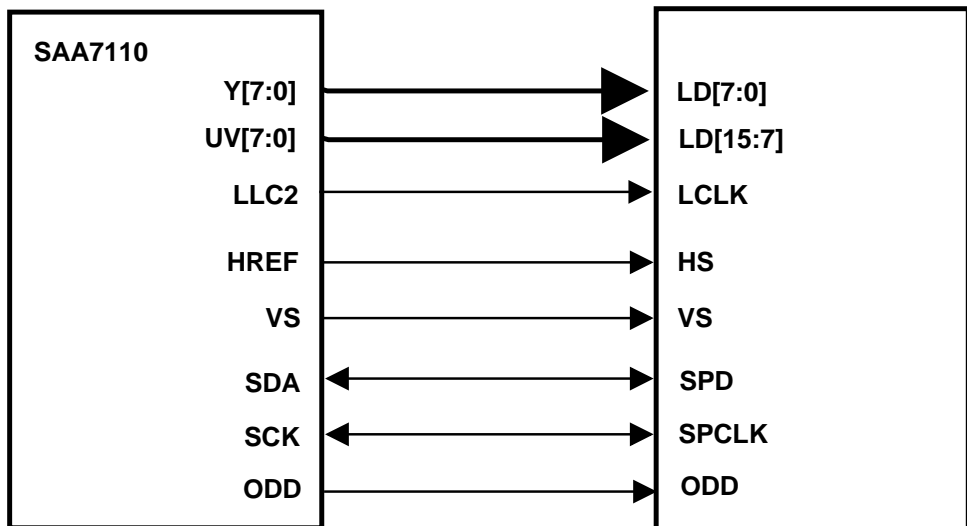 SAA7110
Y[7:0] LD[7:0]
UV[7:0] LD[15:7]
LLC2 LCLK
HREF HS
VS VS
SDA SPD
SCK SPCLK
ODD ODD